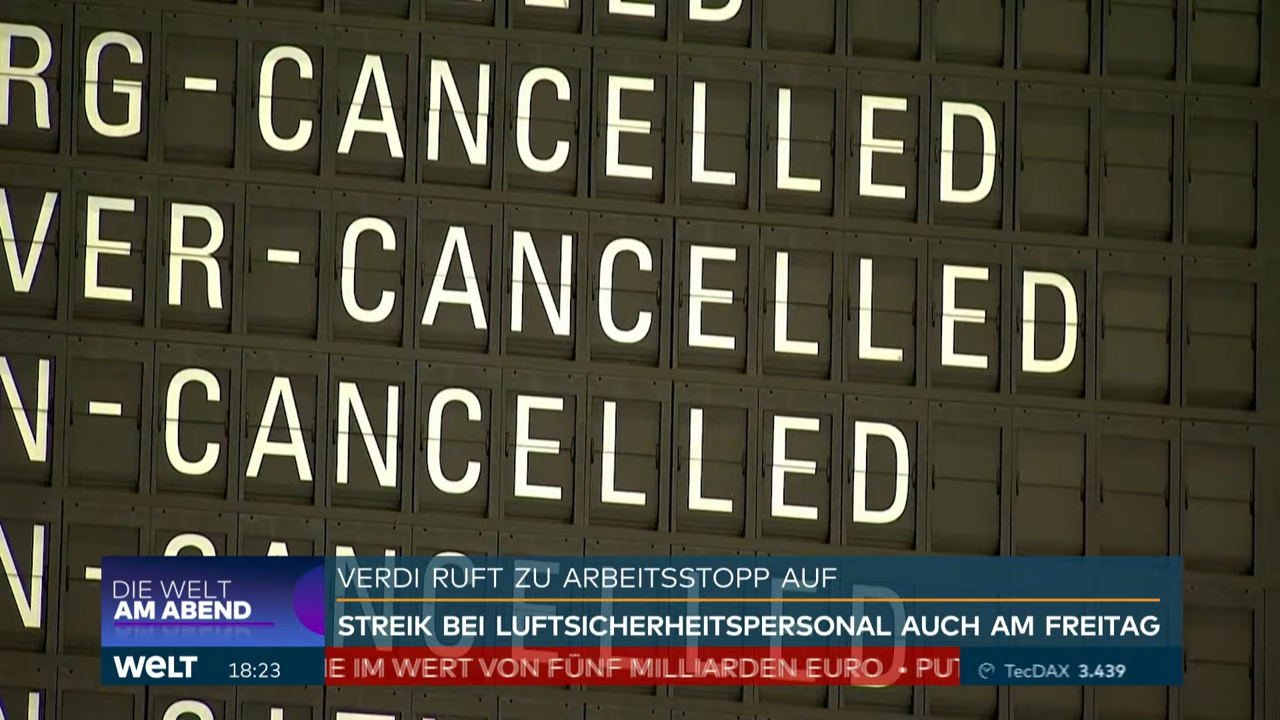 RG-CANCELLED
VER-CANCELLED
N-CANCELLED
N-CANCELLED
DIE WELT
AM ABEND
VERDI RUFT ZU ARBEITSSTOPP AUF
STREIK BEI LUFTSICHERHEITSPERSONAL AUCH AM FREITAG
welt 18:23
E IM WERT VON FÜNF MILLIARDEN EURO • PUT
TecDAX 3.439